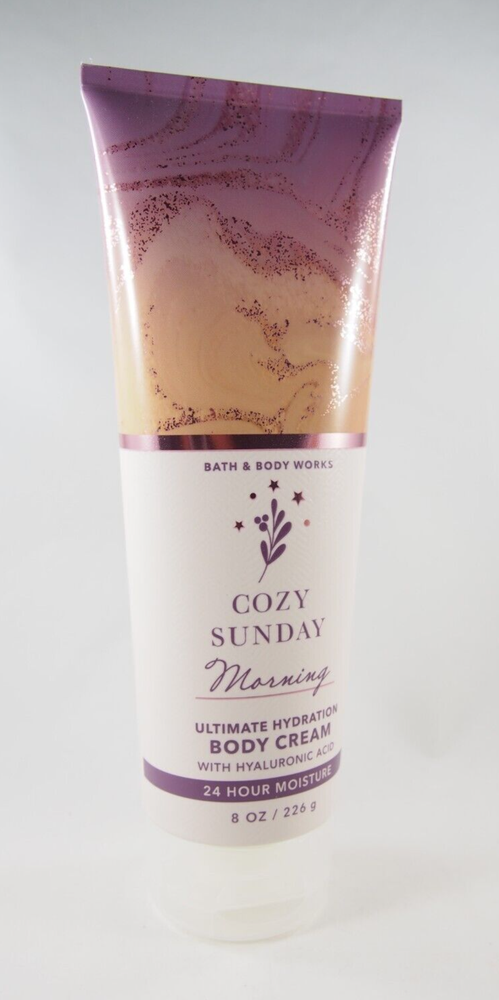 BATH & BODY WORKS
COZY
SUNDAY
Morning
ULTIMATE HYDRATION
BODY CREAM
WITH HYALURONIC ACID
24 HOUR MOISTURE
8 OZ / 226 g